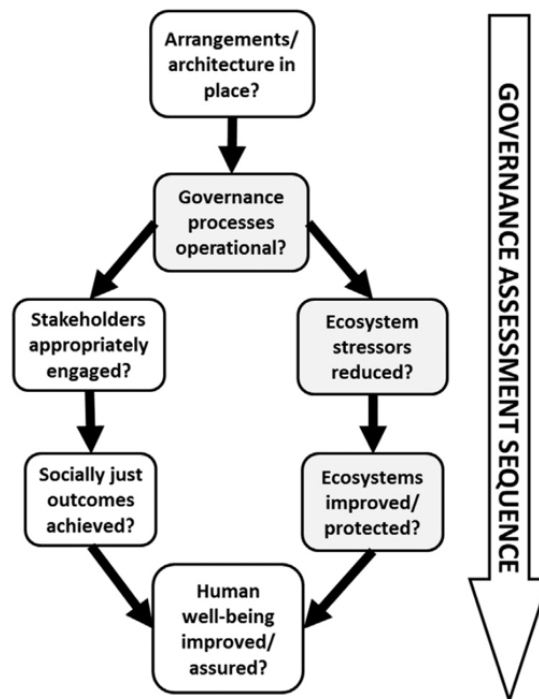 Arrangements/
architecture in
place?
Governance
processes
operational?
Stakeholders
appropriately
engaged?
Ecosystem
stressors
reduced?
Socially just
outcomes
achieved?
Ecosystems
improved/
protected?
Human
well-being
improved/
assured?
GOVERNANCE ASSESSMENT SEQUENCE